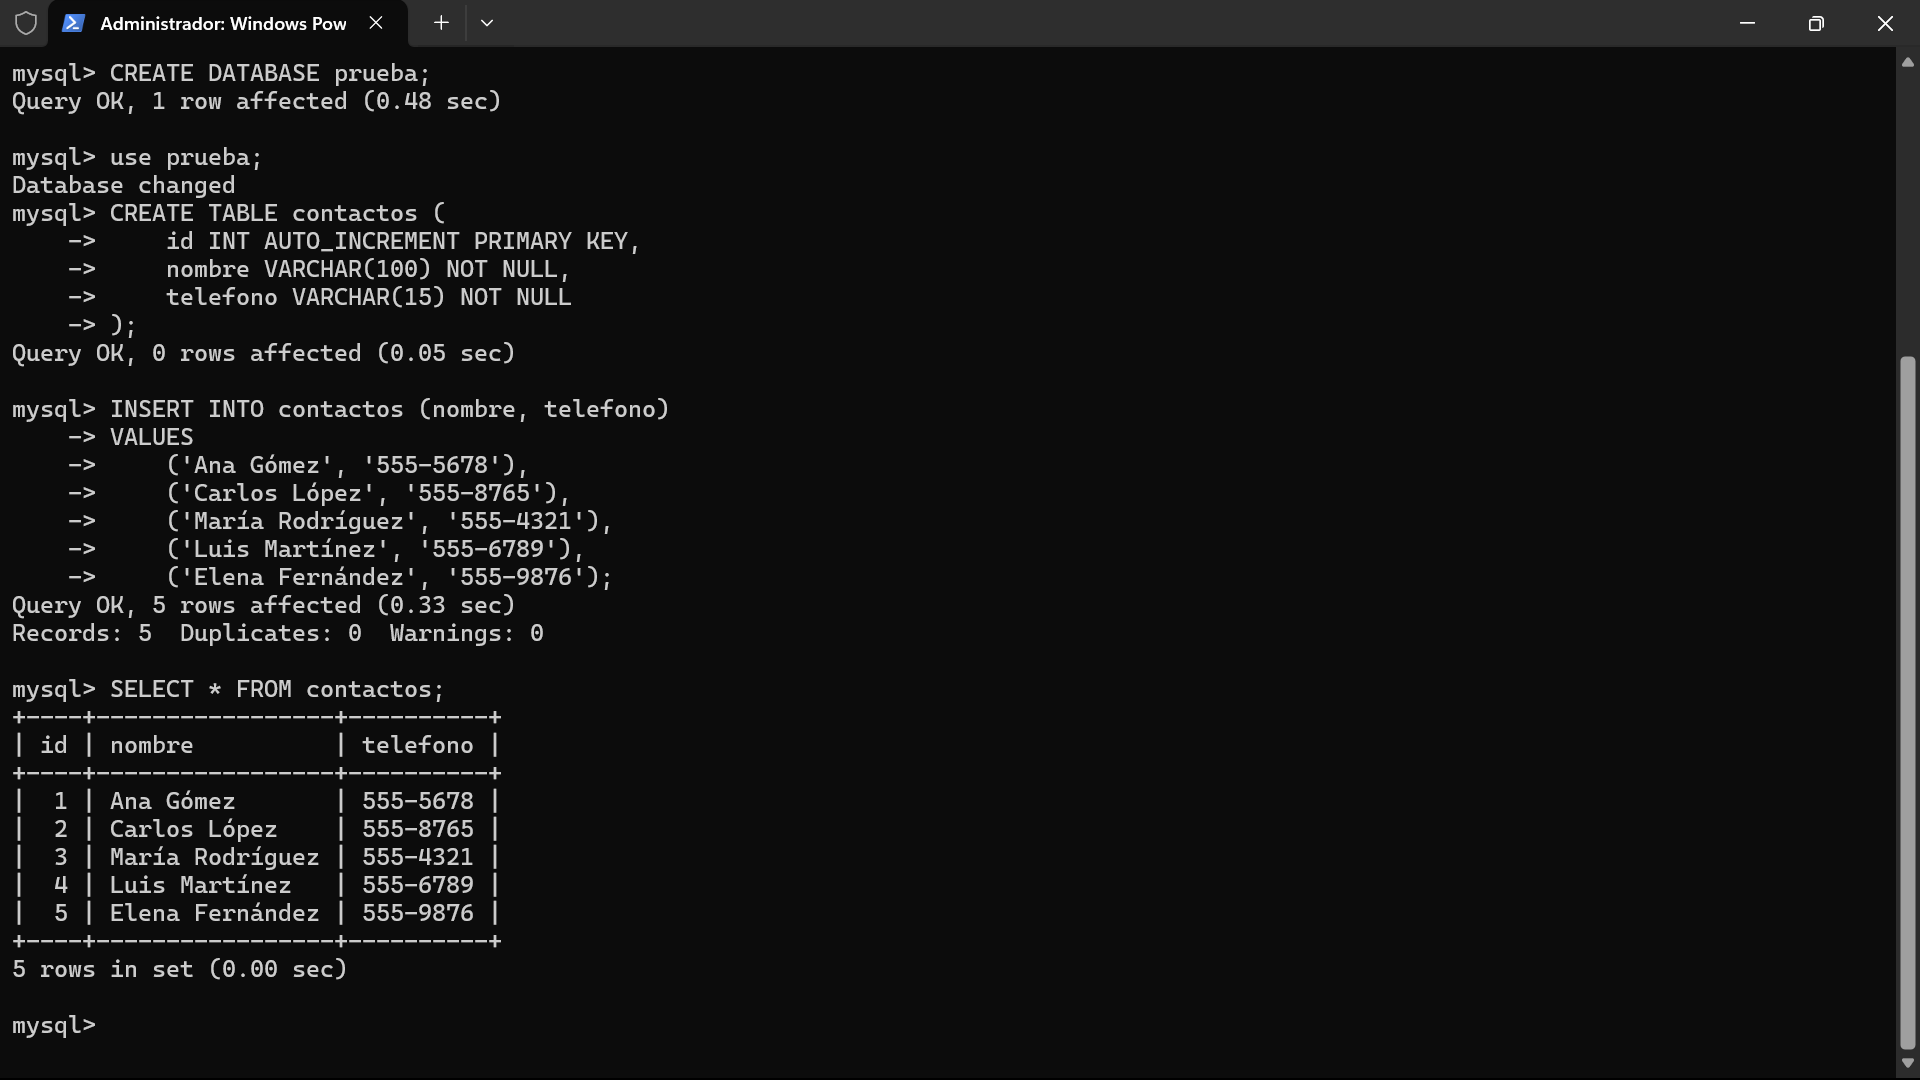 Administrador: Windows Pow
mysql> CREATE DATABASE prueba;
Query OK, 1 row affected (0.48 sec)

mysql> use prueba;
Database changed
mysql> CREATE TABLE contactos (
    ->     id INT AUTO_INCREMENT PRIMARY KEY,
    ->     nombre VARCHAR(100) NOT NULL,
    ->     telefono VARCHAR(15) NOT NULL
    -> );
Query OK, 0 rows affected (0.05 sec)

mysql> INSERT INTO contactos (nombre, telefono)
    -> VALUES
    ->     ('Ana Gómez', '555-5678'),
    ->     ('Carlos López', '555-8765'),
    ->     ('María Rodríguez', '555-4321'),
    ->     ('Luis Martínez', '555-6789'),
    ->     ('Elena Fernández', '555-9876');
Query OK, 5 rows affected (0.33 sec)
Records: 5  Duplicates: 0  Warnings: 0

mysql> SELECT * FROM contactos;
+----+-----------------+----------+
| id | nombre          | telefono |
+----+-----------------+----------+
|  1 | Ana Gómez       | 555-5678 |
|  2 | Carlos López    | 555-8765 |
|  3 | María Rodríguez | 555-4321 |
|  4 | Luis Martínez   | 555-6789 |
|  5 | Elena Fernández | 555-9876 |
+----+-----------------+----------+
5 rows in set (0.00 sec)

mysql>